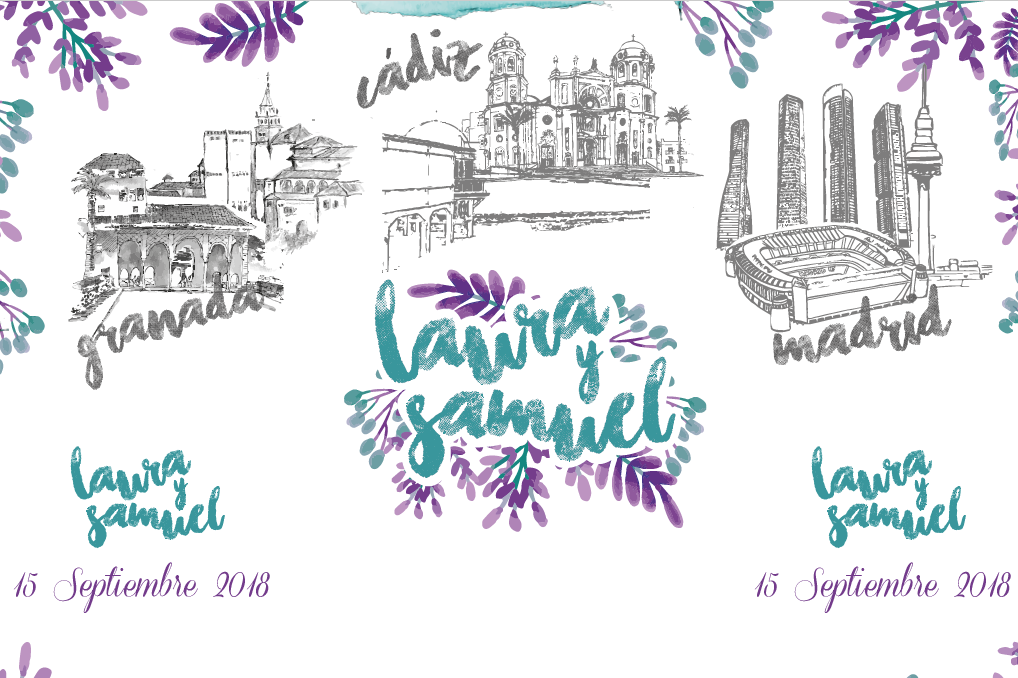 cádiz
granada
madrid
laura
y
samuel
laura
y
samuel
15 Septiembre 2018
laura
y
samuel
15 Septiembre 2018